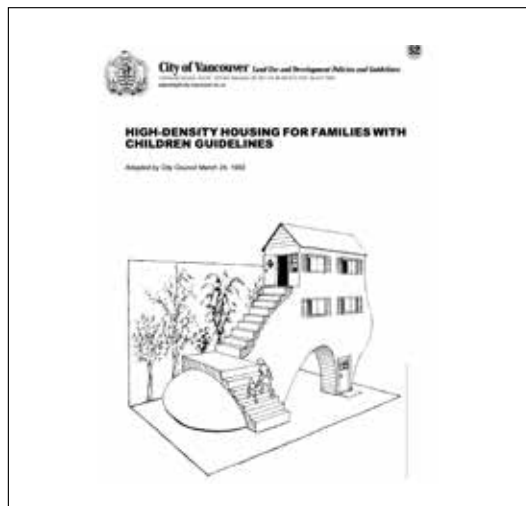 52
City of Vancouver Land Use and Development Policies and Guidelines
HIGH-DENSITY HOUSING FOR FAMILIES WITH
CHILDREN GUIDELINES
Adopted by City Council March 24, 1992